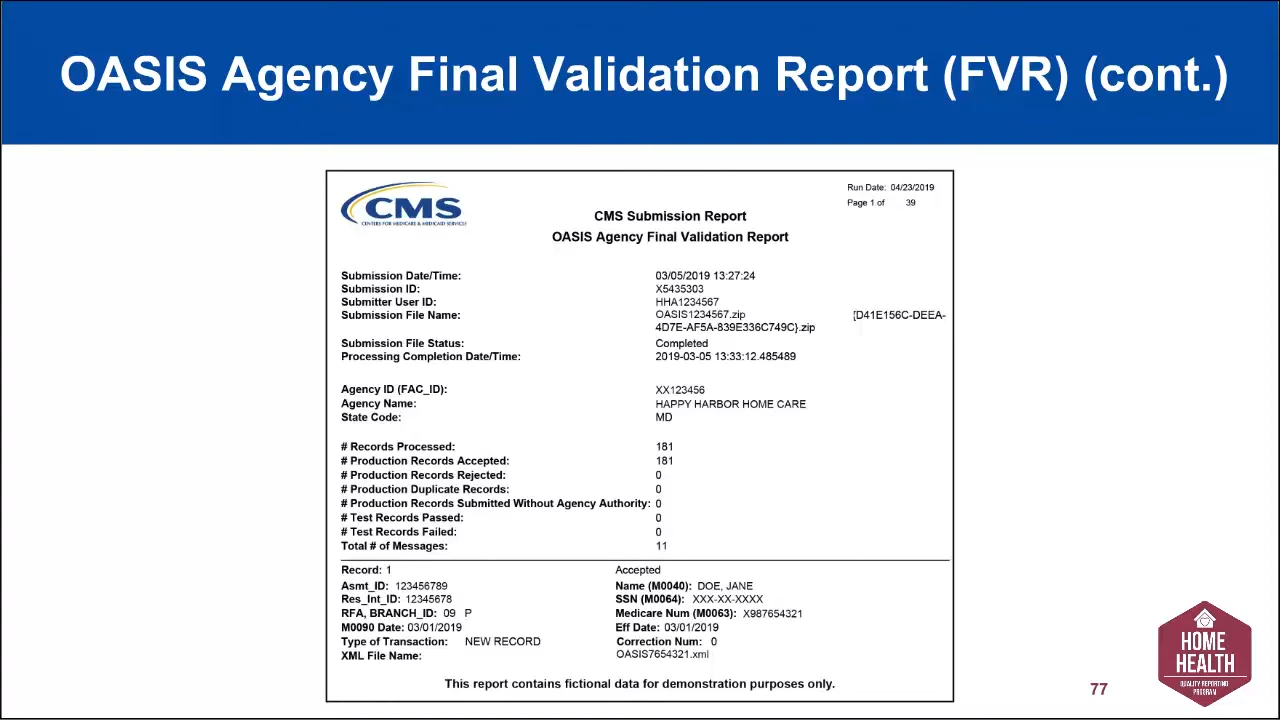 OASIS Agency Final Validation Report (FVR) (cont.)
CMS
CENTERS FOR MEDICARE & MEDICAID SERVICES
Run Date: 04/23/2019
Page 1 of 39
CMS Submission Report
OASIS Agency Final Validation Report
Submission Date/Time: 03/05/2019 13:27:24
Submission ID: X5435303
Submitter User ID: HHA1234567
Submission File Name: OASIS1234567.zip [D41E156C-DEEA-
4D7E-AF5A-839E336C749C}.zip
Submission File Status: Completed
Processing Completion Date/Time: 2019-03-05 13:33:12.485489
Agency ID (FAC_ID): XX123456
Agency Name: HAPPY HARBOR HOME CARE
State Code: MD
# Records Processed: 181
# Production Records Accepted: 181
# Production Records Rejected: 0
# Production Duplicate Records: 0
# Production Records Submitted Without Agency Authority: 0
# Test Records Passed: 0
# Test Records Failed: 0
Total # of Messages: 11
Record: 1 Accepted
Asmt_ID: 123456789 Name (M0040): DOE, JANE
Res_Int_ID: 12345678 SSN (M0064): XXX-XX-XXXX
RFA, BRANCH_ID: 09 P Medicare Num (M0063): X987654321
M0090 Date: 03/01/2019 Eff Date: 03/01/2019
Type of Transaction: NEW RECORD Correction Num: 0
XML File Name: OASIS7654321.xml
This report contains fictional data for demonstration purposes only.
77
HOME
HEALTH
QUALITY REPORTING
PROGRAM